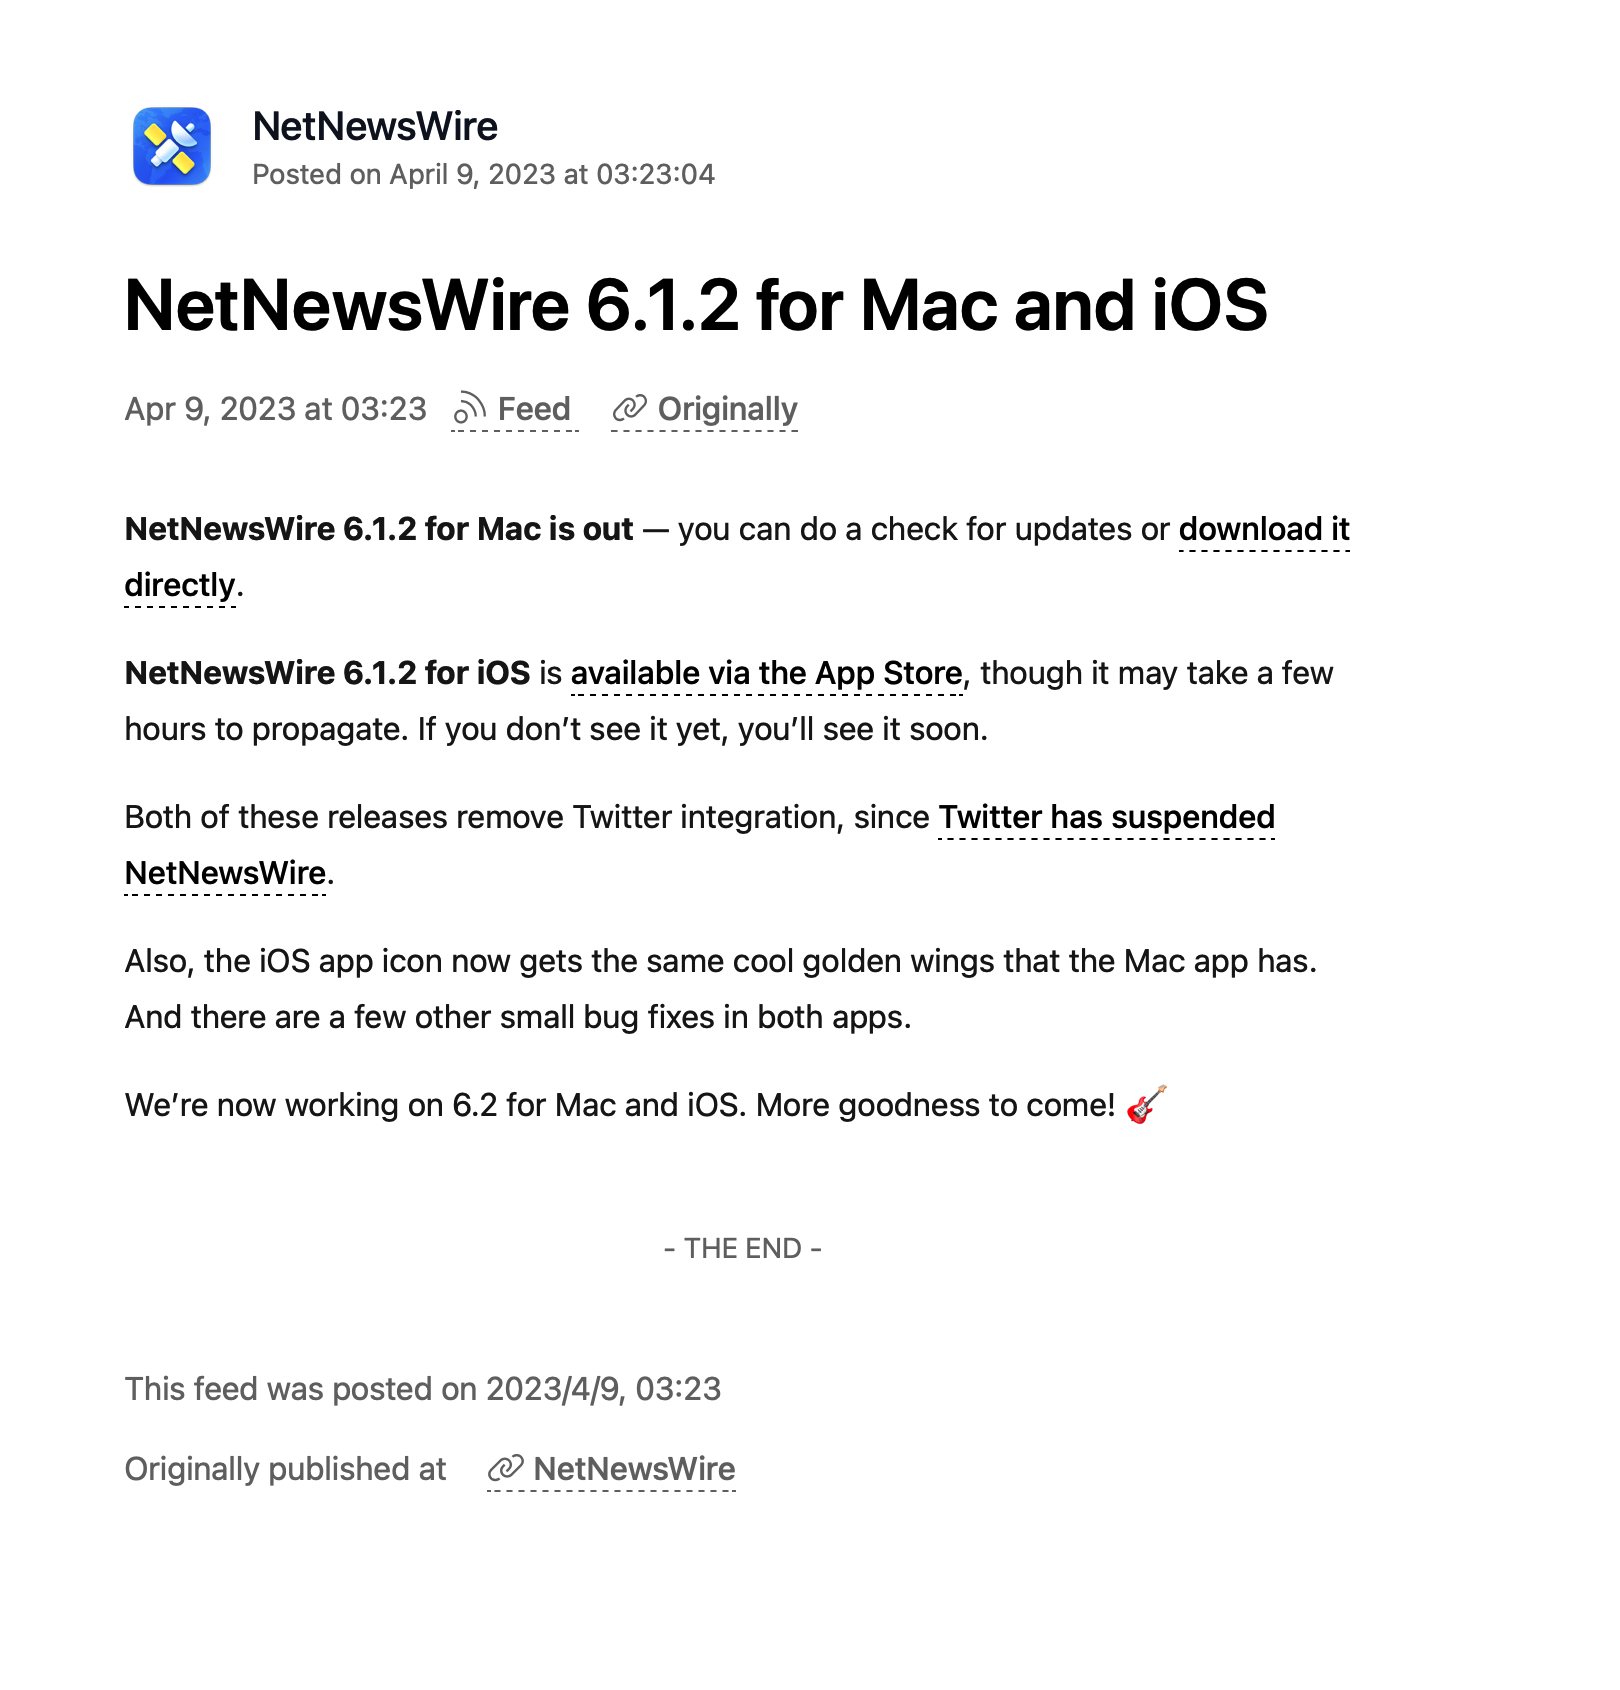 NetNewsWire
Posted on April 9, 2023 at 03:23:04
NetNewsWire 6.1.2 for Mac and iOS
Apr 9, 2023 at 03:23 Feed Originally
NetNewsWire 6.1.2 for Mac is out — you can do a check for updates or download it
directly.
NetNewsWire 6.1.2 for iOS is available via the App Store, though it may take a few
hours to propagate. If you don’t see it yet, you’ll see it soon.
Both of these releases remove Twitter integration, since Twitter has suspended
NetNewsWire.
Also, the iOS app icon now gets the same cool golden wings that the Mac app has.
And there are a few other small bug fixes in both apps.
We’re now working on 6.2 for Mac and iOS. More goodness to come! 🎸
- THE END -
This feed was posted on 2023/4/9, 03:23
Originally published at NetNewsWire